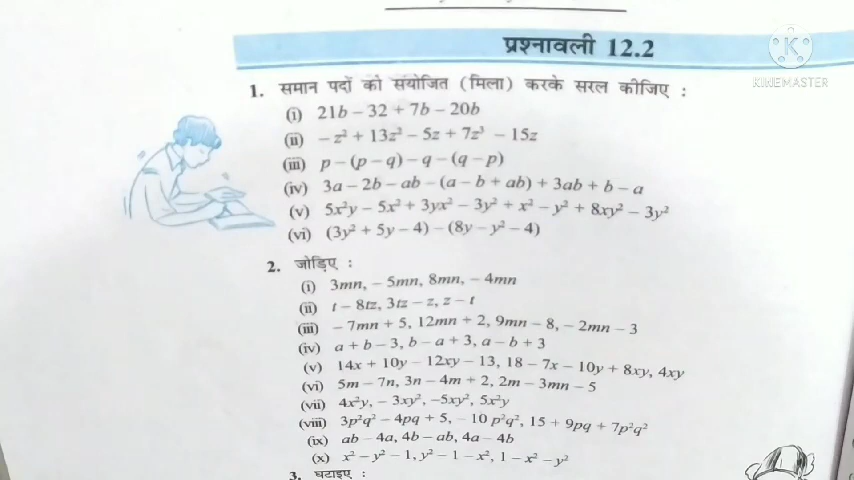 प्रश्नावली 12.2
KINEMASTER
1. समान पदों को संयोजित (मिला) करके सरल कीजिए :
(i) 21b – 32 + 7b – 20b
(ii) – z² + 13z² – 5z + 7z³ – 15z
(iii) p – (p – q) – q – (q – p)
(iv) 3a – 2b – ab – (a – b + ab) + 3ab + b – a
(v) 5x²y – 5x² + 3yx² – 3y² + x² – y² + 8xy² – 3y²
(vi) (3y² + 5y – 4) – (8y – y² – 4)
2. जोड़िए :
(i) 3mn, – 5mn, 8mn, – 4mn
(ii) t – 8tz, 3tz – z, z – t
(iii) – 7mn + 5, 12mn + 2, 9mn – 8, – 2mn – 3
(iv) a + b – 3, b – a + 3, a – b + 3
(v) 14x + 10y – 12xy – 13, 18 – 7x – 10y + 8xy, 4xy
(vi) 5m – 7n, 3n – 4m + 2, 2m – 3mn – 5
(vii) 4x²y, – 3xy², –5xy², 5x²y
(viii) 3p²q² – 4pq + 5, – 10 p²q², 15 + 9pq + 7p²q²
(ix) ab – 4a, 4b – ab, 4a – 4b
(x) x² – y² – 1, y² – 1 – x², 1 – x² – y²
3. घटाइए :